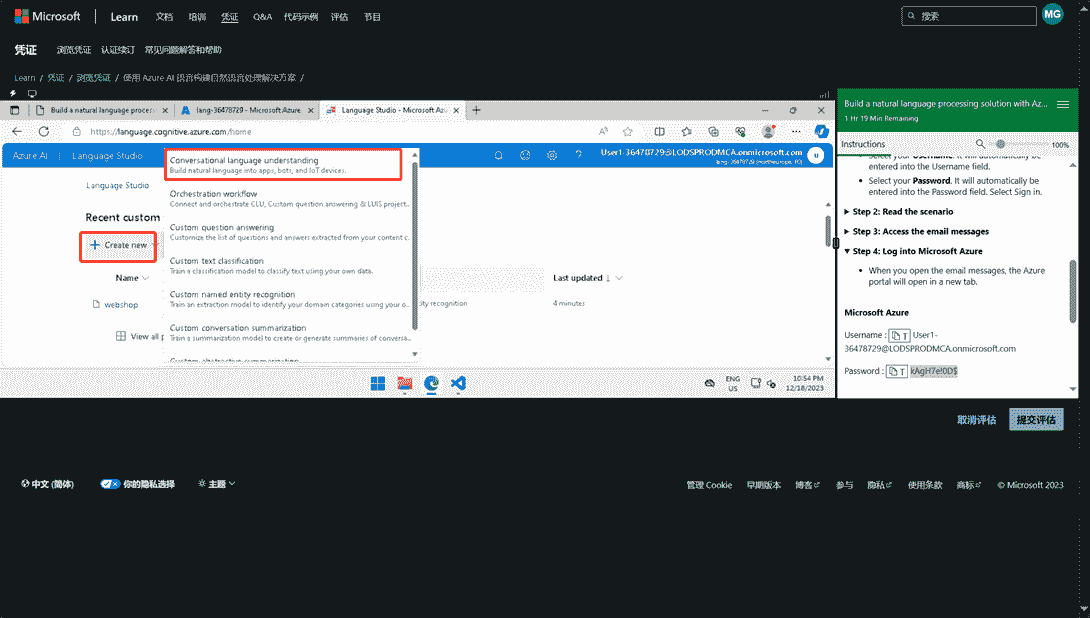 Microsoft Learn 文档 培训 凭证 Q&A 代码示例 评估 节目 搜索 MG
凭证 浏览凭证 认证续订 常见问题解答和帮助
Learn / 凭证 / 浏览凭证 / 使用 Azure AI 语言构建自然语言处理解决方案 /
Build a natural language proces: lang-36478729 - Microsoft Azure Language Studio - Microsoft Az
https://language.cognitive.azure.com/home
Azure AI Language Studio
User1-36478729@LODSPRODMCA.onmicrosoft.com
U
Language Studio
Recent custom
Create new
Conversational language understanding
Build natural language into apps, bots, and IoT devices.
Orchestration workflow
Connect and orchestrate CLU, Custom question answering & LUIS project...
Custom question answering
Customize the list of questions and answers extracted from your content c...
Custom text classification
Train a classification model to classify text using your own data.
Custom named entity recognition
Train an extraction model to identify your domain categories using your o...
Custom conversation summarization
Train a summarization model to create or generate summaries of conversa...
Custom abstractive summarization
Name
Last updated
webshop
ity recognition
4 minutes
View all p
ENG
US
10:54 PM
12/18/2023
Build a natural language processing solution with Az...
1 Hr 19 Min Remaining
Instructions
100%
Select your Username. It will automatically be
entered into the Username field.
Select your Password. It will automatically be
entered into the Password field. Select Sign in.
Step 2: Read the scenario
Step 3: Access the email messages
Step 4: Log into Microsoft Azure
When you open the email messages, the Azure
portal will open in a new tab.
Microsoft Azure
Username : T User1-
36478729@LODSPRODMCA.onmicrosoft.com
Password : T kAgH7e!0D$
取消评估 提交评估
中文 (简体) 你的隐私选择 主题
管理 Cookie 早期版本 博客 参与 隐私 使用条款 商标 © Microsoft 2023